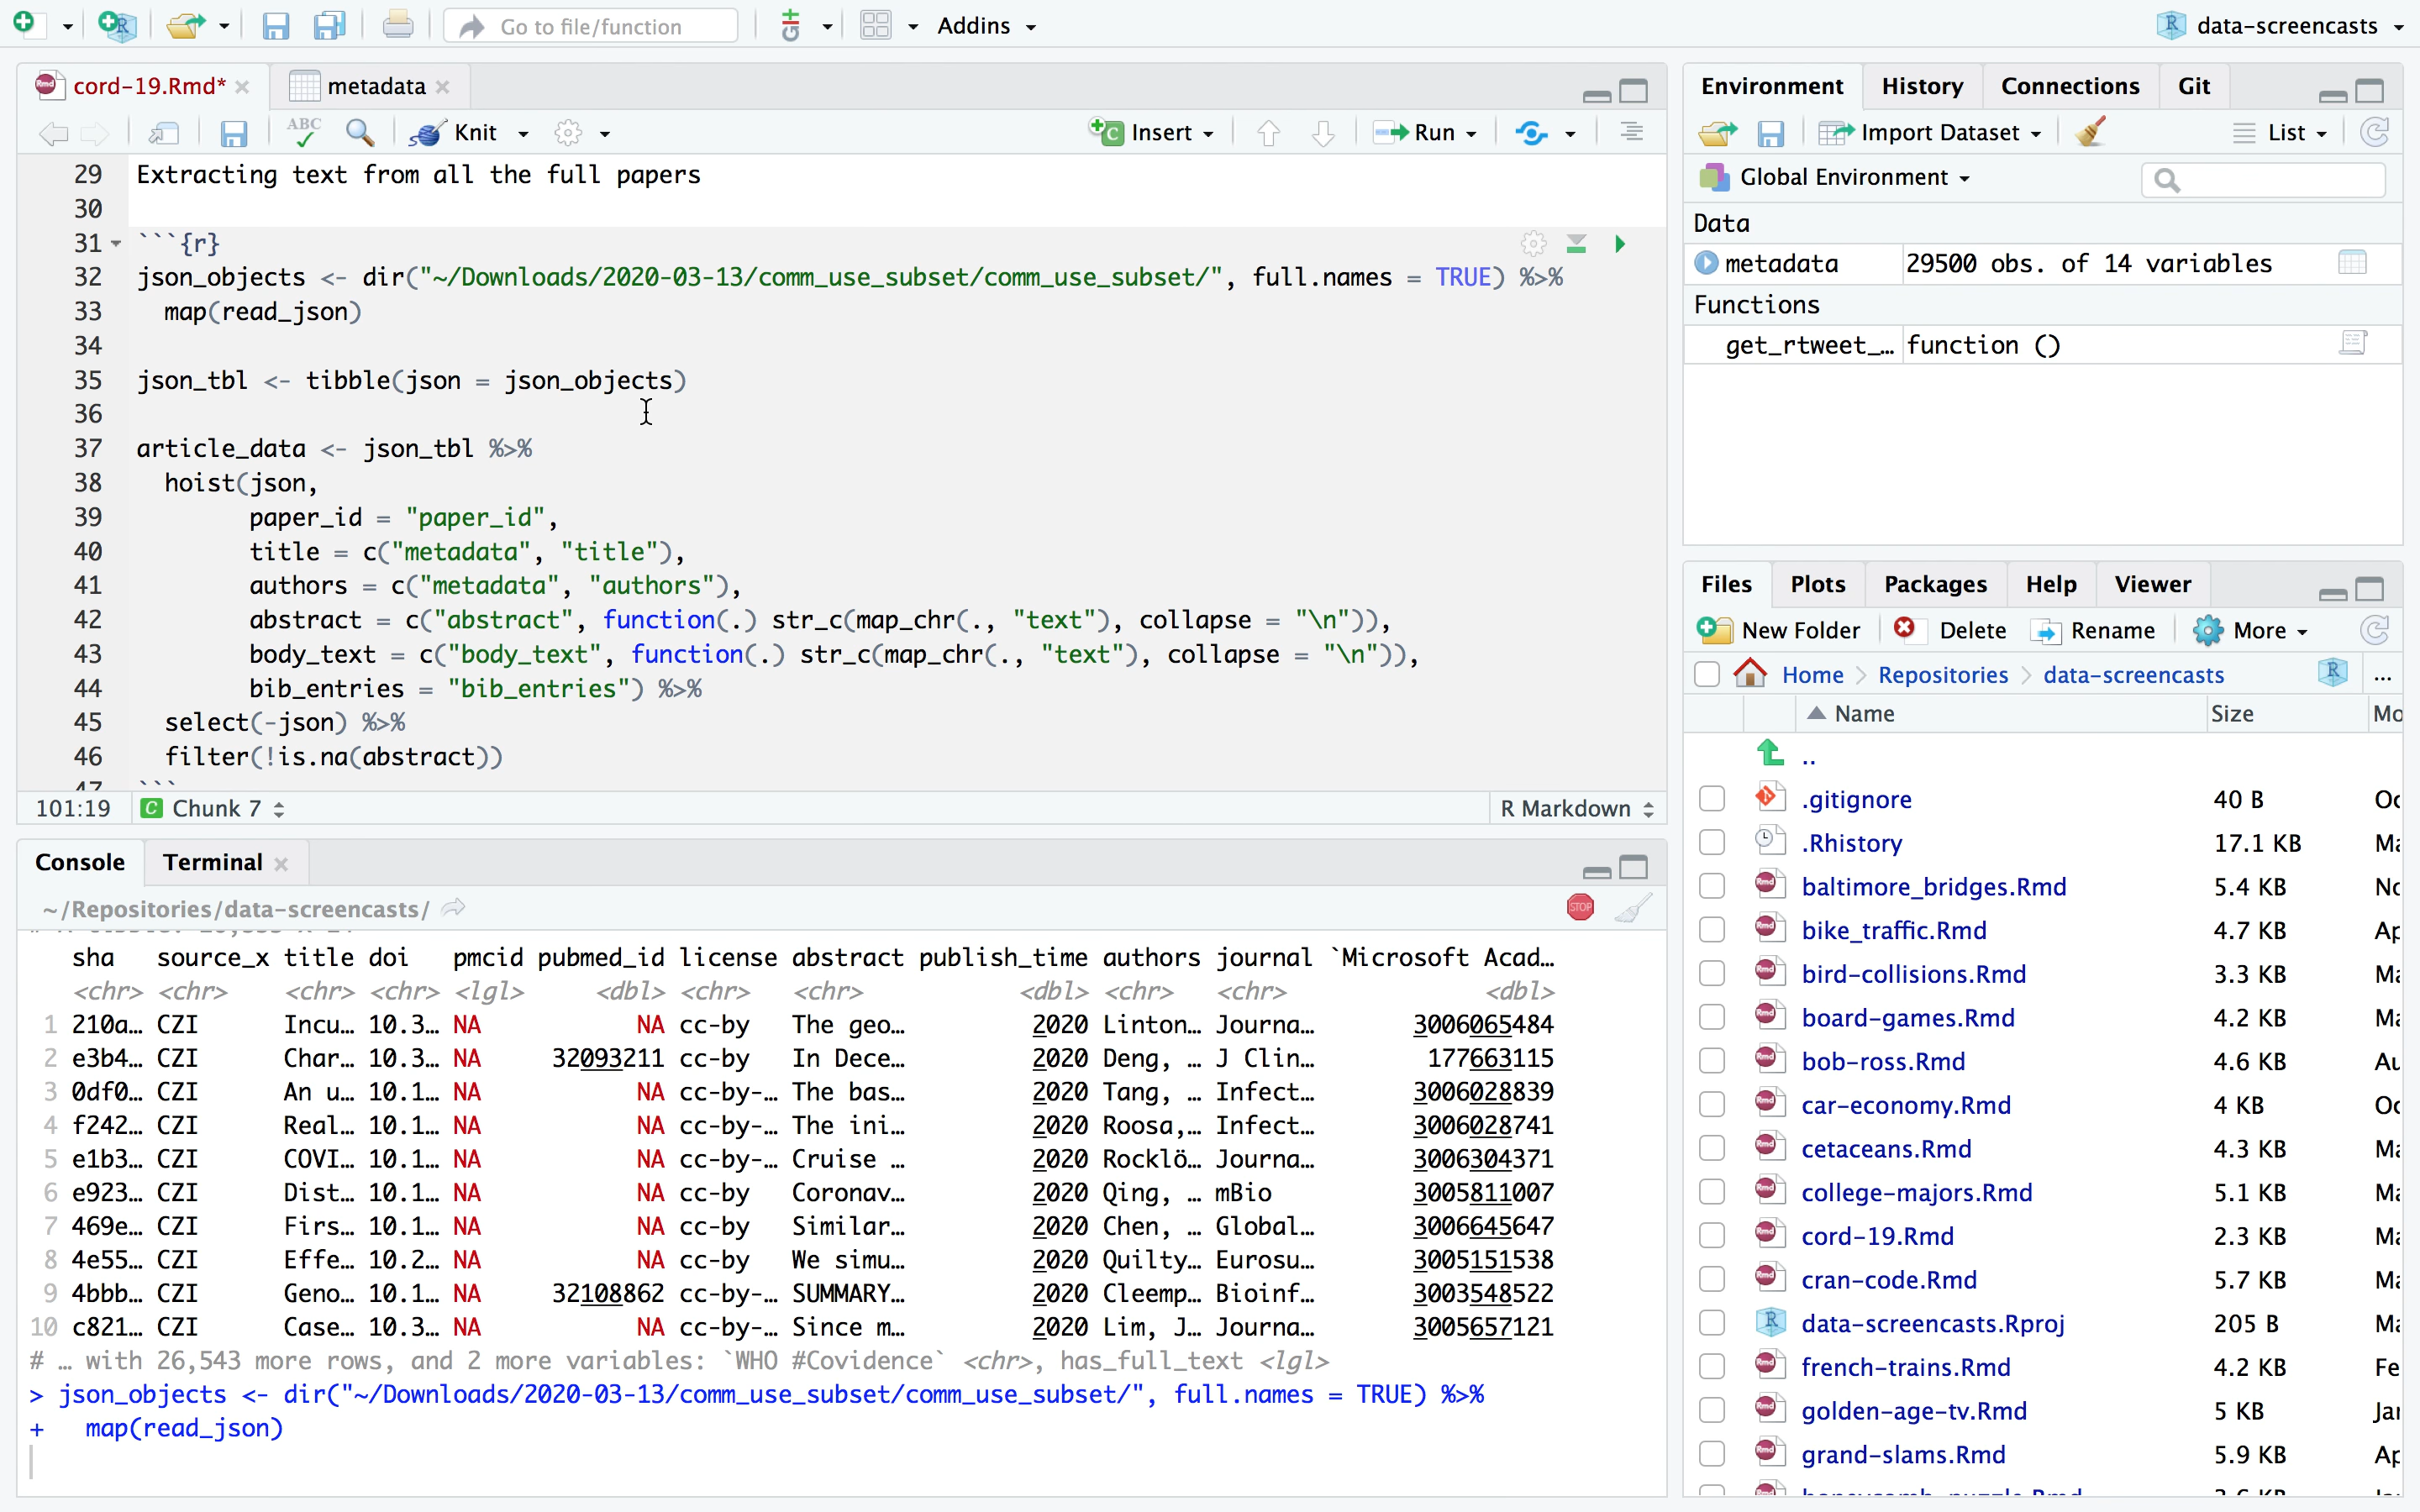 Go to file/function
Addins
data-screencasts
cord-19.Rmd*
metadata
ABC
Knit
Insert
Run
29 Extracting text from all the full papers
30
31 ```{r}
32 json_objects <- dir("~/Downloads/2020-03-13/comm_use_subset/comm_use_subset/", full.names = TRUE) %>%
33 map(read_json)
34
35 json_tbl <- tibble(json = json_objects)
36
37 article_data <- json_tbl %>%
38 hoist(json,
39 paper_id = "paper_id",
40 title = c("metadata", "title"),
41 authors = c("metadata", "authors"),
42 abstract = c("abstract", function(.) str_c(map_chr(., "text"), collapse = "\n")),
43 body_text = c("body_text", function(.) str_c(map_chr(., "text"), collapse = "\n")),
44 bib_entries = "bib_entries") %>%
45 select(-json) %>%
46 filter(!is.na(abstract))
47 ```
101:19 C Chunk 7 R Markdown
Console Terminal
~/Repositories/data-screencasts/ STOP
sha source_x title doi pmcid pubmed_id license abstract publish_time authors journal `Microsoft Acad…
<chr> <chr> <chr> <chr> <lgl> <dbl> <chr> <chr> <dbl> <chr> <chr> <dbl>
1 210a… CZI Incu… 10.3… NA NA cc-by The geo… 2020 Linton… Journa… 3006065484
2 e3b4… CZI Char… 10.3… NA 32093211 cc-by In Dece… 2020 Deng, … J Clin… 177663115
3 0df0… CZI An u… 10.1… NA NA cc-by-… The bas… 2020 Tang, … Infect… 3006028839
4 f242… CZI Real… 10.1… NA NA cc-by-… The ini… 2020 Roosa,… Infect… 3006028741
5 e1b3… CZI COVI… 10.1… NA NA cc-by-… Cruise … 2020 Rocklö… Journa… 3006304371
6 e923… CZI Dist… 10.1… NA NA cc-by Coronav… 2020 Qing, … mBio 3005811007
7 469e… CZI Firs… 10.1… NA NA cc-by Similar… 2020 Chen, … Global… 3006645647
8 4e55… CZI Effe… 10.2… NA NA cc-by We simu… 2020 Quilty… Eurosu… 3005151538
9 4bbb… CZI Geno… 10.1… NA 32108862 cc-by-… SUMMARY… 2020 Cleemp… Bioinf… 3003548522
10 c821… CZI Case… 10.3… NA NA cc-by-… Since m… 2020 Lim, J… Journa… 3005657121
# … with 26,543 more rows, and 2 more variables: `WHO #Covidence` <chr>, has_full_text <lgl>
> json_objects <- dir("~/Downloads/2020-03-13/comm_use_subset/comm_use_subset/", full.names = TRUE) %>%
+ map(read_json)
Environment History Connections Git
Import Dataset List
Global Environment
Data
metadata 29500 obs. of 14 variables
Functions
get_rtweet_… function ()
Files Plots Packages Help Viewer
New Folder Delete Rename More
Home Repositories data-screencasts ...
Name Size Mo
..
.gitignore 40 B Oc
.Rhistory 17.1 KB Ma
baltimore_bridges.Rmd 5.4 KB No
bike_traffic.Rmd 4.7 KB Ap
bird-collisions.Rmd 3.3 KB Ma
board-games.Rmd 4.2 KB Ma
bob-ross.Rmd 4.6 KB Au
car-economy.Rmd 4 KB Oc
cetaceans.Rmd 4.3 KB Ma
college-majors.Rmd 5.1 KB Ma
cord-19.Rmd 2.3 KB Ma
cran-code.Rmd 5.7 KB Ma
data-screencasts.Rproj 205 B Ma
french-trains.Rmd 4.2 KB Fe
golden-age-tv.Rmd 5 KB Jan
grand-slams.Rmd 5.9 KB Ap